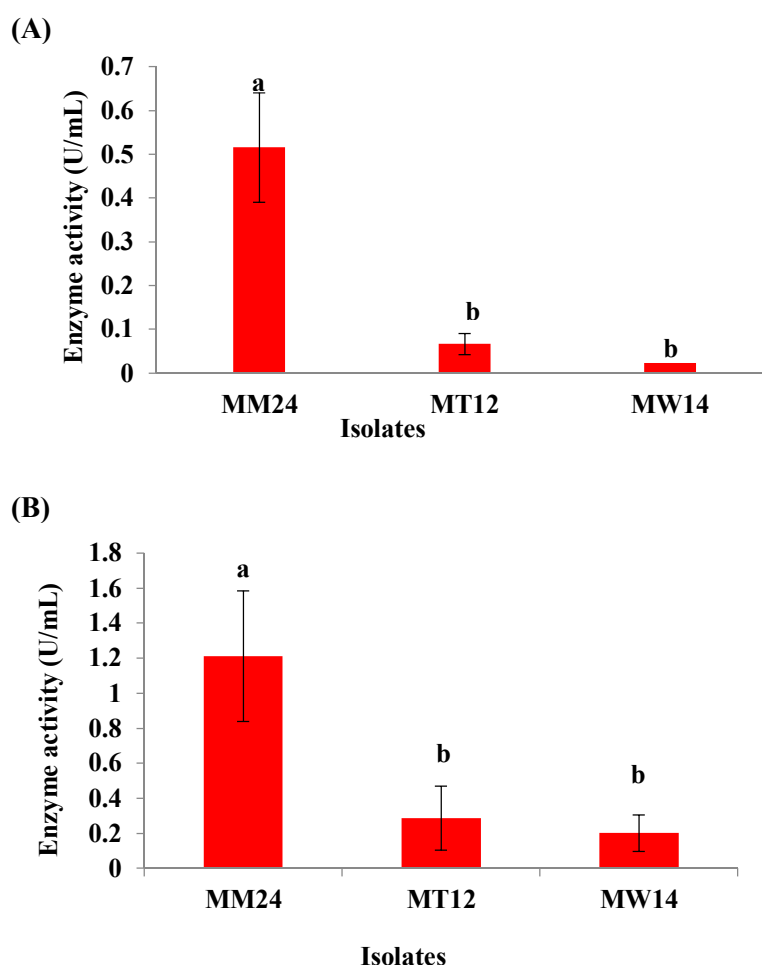 (A)
Enzyme activity (U/mL)
0.7
0.6
0.5
0.4
0.3
0.2
0.1
0
a
b
b
MM24 MT12 MW14
Isolates
(B)
Enzyme activity (U/mL)
1.8
1.6
1.4
1.2
1
0.8
0.6
0.4
0.2
0
a
b
b
MM24 MT12 MW14
Isolates